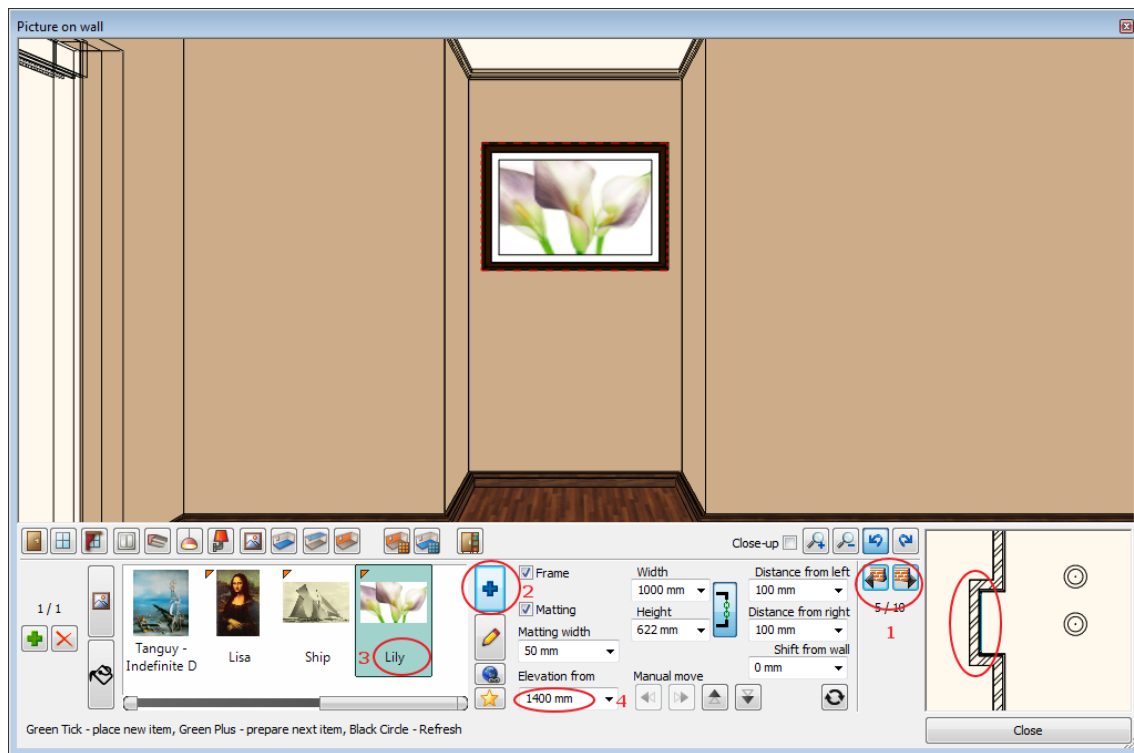 Picture on wall
Close-up
1 / 1
Tanguy -
Indefinite D
Lisa
Ship
3
Lily
2
Frame
Matting
Matting width
50 mm
Elevation from
1400 mm
4
Width
1000 mm
Height
622 mm
Manual move
Distance from left
100 mm
Distance from right
100 mm
Shift from wall
0 mm
5 / 10
1
Green Tick - place new item, Green Plus - prepare next item, Black Circle - Refresh
Close